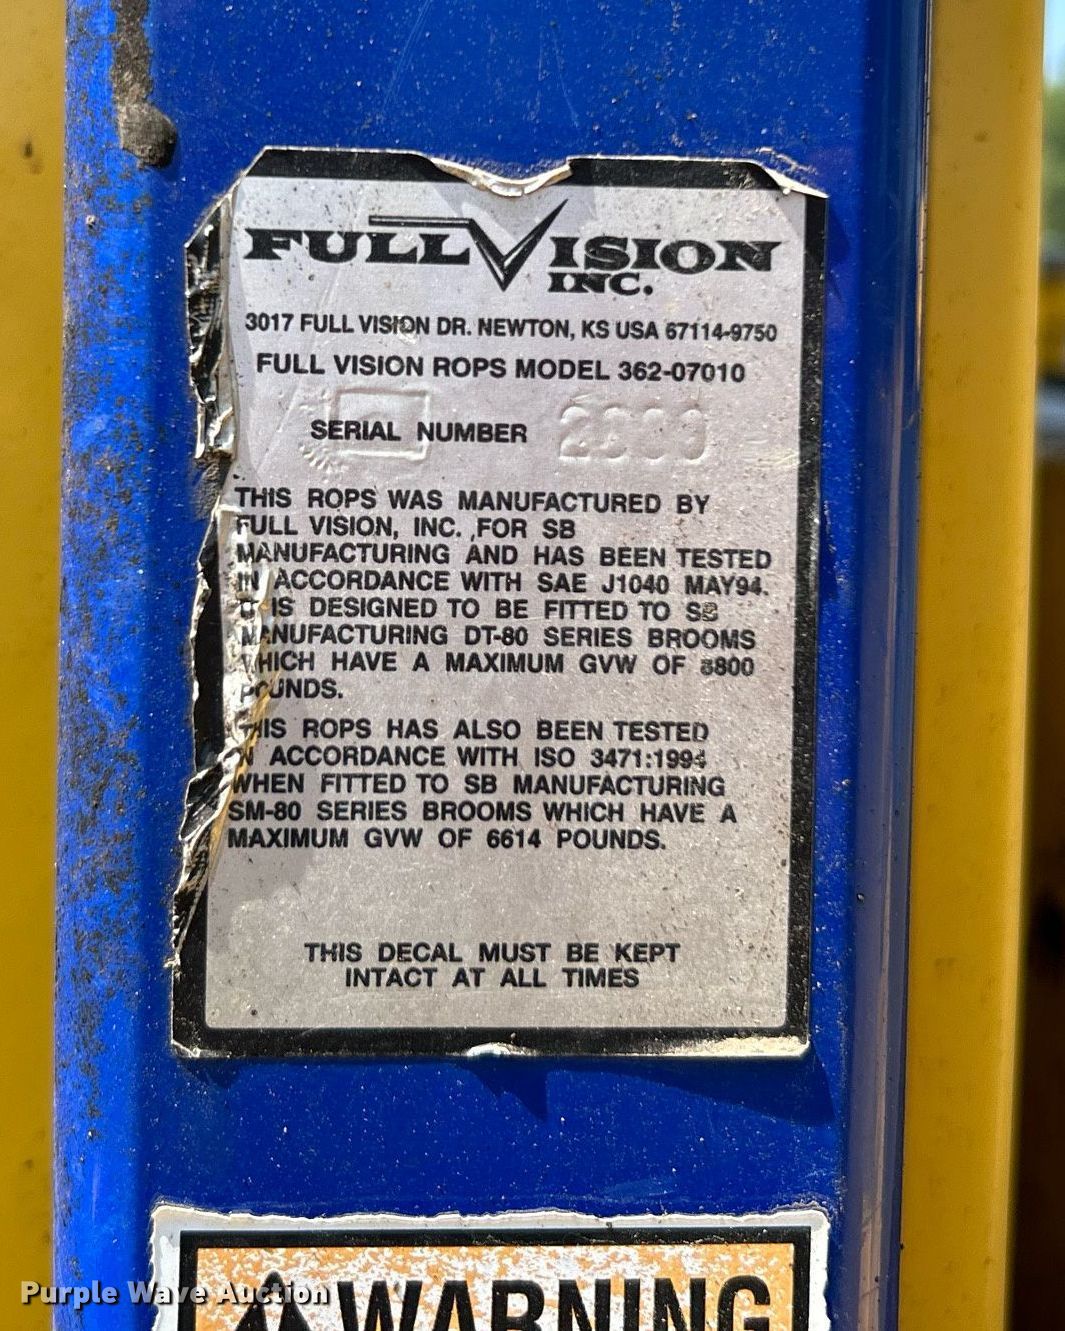 FULL VISION
INC.
3017 FULL VISION DR. NEWTON, KS USA 67114-9750
FULL VISION ROPS MODEL 362-07010
SERIAL NUMBER
THIS ROPS WAS MANUFACTURED BY
FULL VISION, INC. FOR SB
MANUFACTURING AND HAS BEEN TESTED
IN ACCORDANCE WITH SAE J1040 MAY94.
IT IS DESIGNED TO BE FITTED TO SB
MANUFACTURING DT-80 SERIES BROOMS
WHICH HAVE A MAXIMUM GVW OF 8800
POUNDS.
THIS ROPS HAS ALSO BEEN TESTED
IN ACCORDANCE WITH ISO 3471:1994
WHEN FITTED TO SB MANUFACTURING
SM-80 SERIES BROOMS WHICH HAVE A
MAXIMUM GVW OF 6614 POUNDS.
THIS DECAL MUST BE KEPT
INTACT AT ALL TIMES
WARNING
Purple Wave Auction